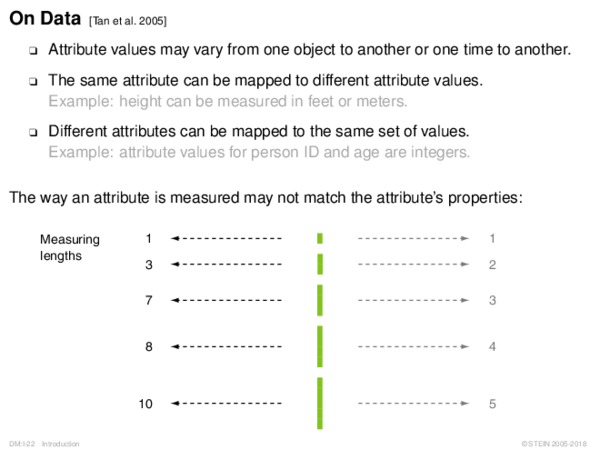 On Data [Tan et al. 2005]
❑ Attribute values may vary from one object to another or one time to another.
❑ The same attribute can be mapped to different attribute values.
Example: height can be measured in feet or meters.
❑ Different attributes can be mapped to the same set of values.
Example: attribute values for person ID and age are integers.
The way an attribute is measured may not match the attribute's properties:
Measuring
lengths
1 1
3 2
7 3
8 4
10 5
DM:I-22 Introduction © STEIN 2005-2018